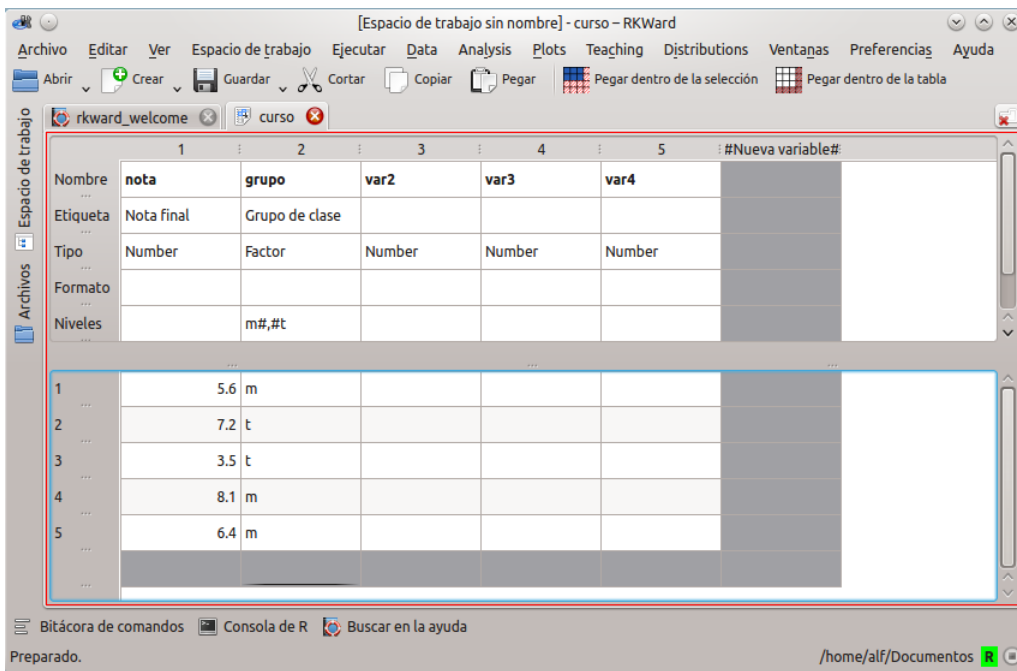 [Espacio de trabajo sin nombre] - curso – RKWard
Archivo Editar Ver Espacio de trabajo Ejecutar Data Analysis Plots Teaching Distributions Ventanas Preferencias Ayuda
Abrir Crear Guardar Cortar Copiar Pegar Pegar dentro de la selección Pegar dentro de la tabla
rkward_welcome curso
Espacio de trabajo
Archivos
1 2 3 4 5 #Nueva variable#
Nombre nota grupo var2 var3 var4
...
Etiqueta Nota final Grupo de clase
...
Tipo Number Factor Number Number Number
...
Formato
...
Niveles m#,#t
...
... ... ...
1 5.6 m
...
2 7.2 t
...
3 3.5 t
...
4 8.1 m
...
5 6.4 m
...
...
Bitácora de comandos Consola de R Buscar en la ayuda
Preparado. /home/alf/Documentos R